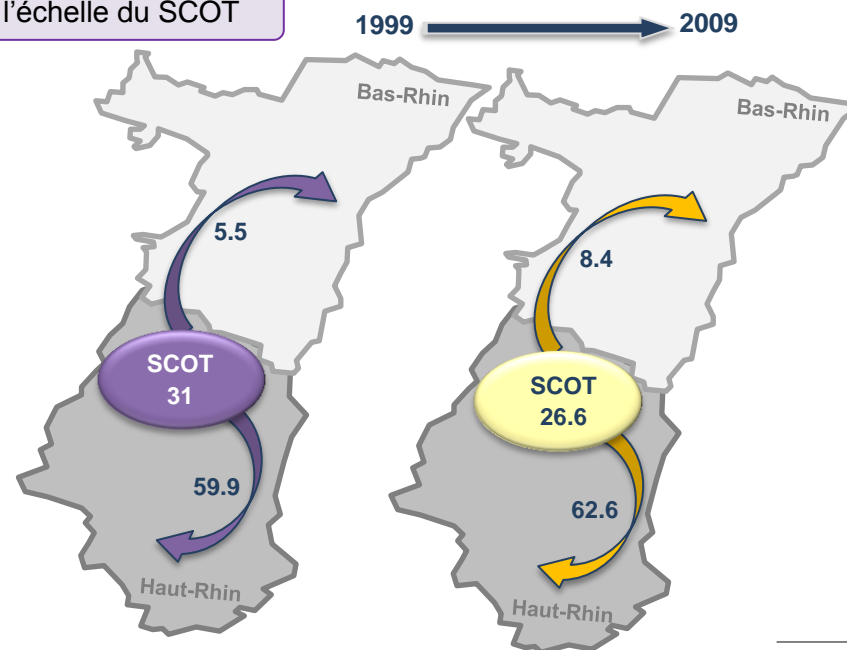 l'échelle du SCOT
1999
2009
Bas-Rhin
5.5
SCOT
31
59.9
Haut-Rhin
Bas-Rhin
8.4
SCOT
26.6
62.6
Haut-Rhin